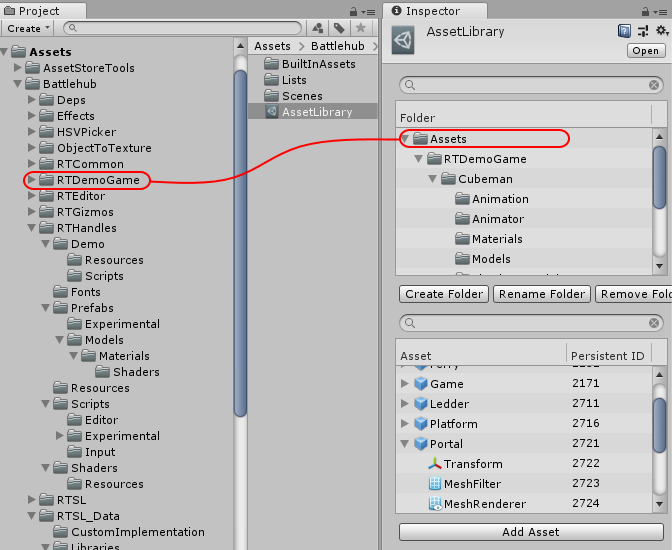 Project
Create
Assets
AssetStoreTools
Battlehub
Deps
Effects
HSVPicker
ObjectToTexture
RTCommon
RTDemoGame
RTEditor
RTGizmos
RTHandles
Demo
Resources
Scripts
Fonts
Prefabs
Experimental
Models
Materials
Shaders
Resources
Scripts
Editor
Experimental
Input
Shaders
Resources
RTSL
RTSL_Data
CustomImplementation
Libraries
Assets Battlehub
BuiltInAssets
Lists
Scenes
AssetLibrary
Inspector
AssetLibrary
Open
Folder
Assets
RTDemoGame
Cubeman
Animation
Animator
Materials
Models
Create Folder Rename Folder Remove Fold
Asset Persistent ID
Game 2171
Ledder 2711
Platform 2716
Portal 2721
Transform 2722
MeshFilter 2723
MeshRenderer 2724
Add Asset